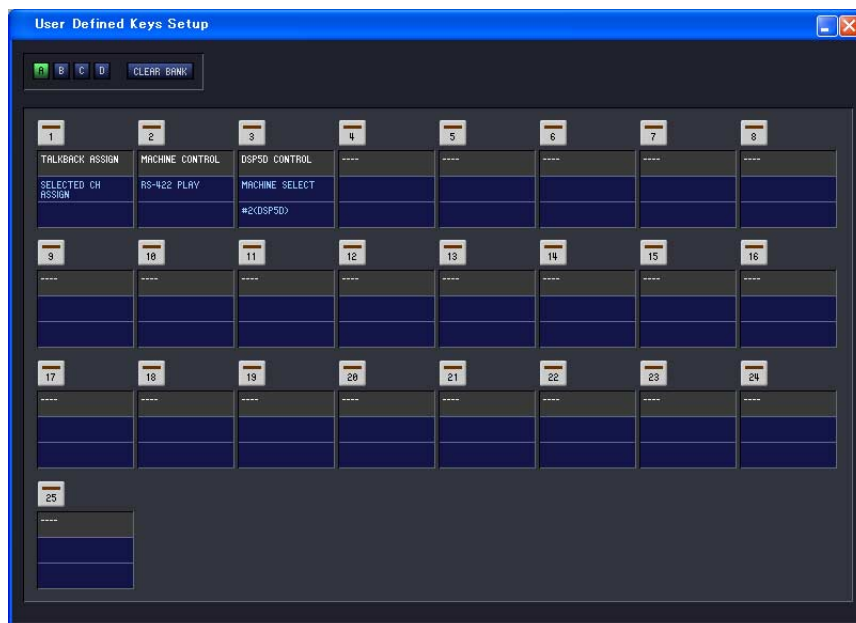 User Defined Keys Setup
A B C D CLEAR BANK
1 2 3 4 5 6 7 8
TALKBACK ASSIGN MACHINE CONTROL DSP5D CONTROL ---- ---- ---- ---- ----
SELECTED CH ASSIGN RS-422 PLAY MACHINE SELECT
#2(DSP5D)
9 10 11 12 13 14 15 16
---- ---- ---- ---- ---- ---- ---- ----
17 18 19 20 21 22 23 24
---- ---- ---- ---- ---- ---- ---- ----
25
----